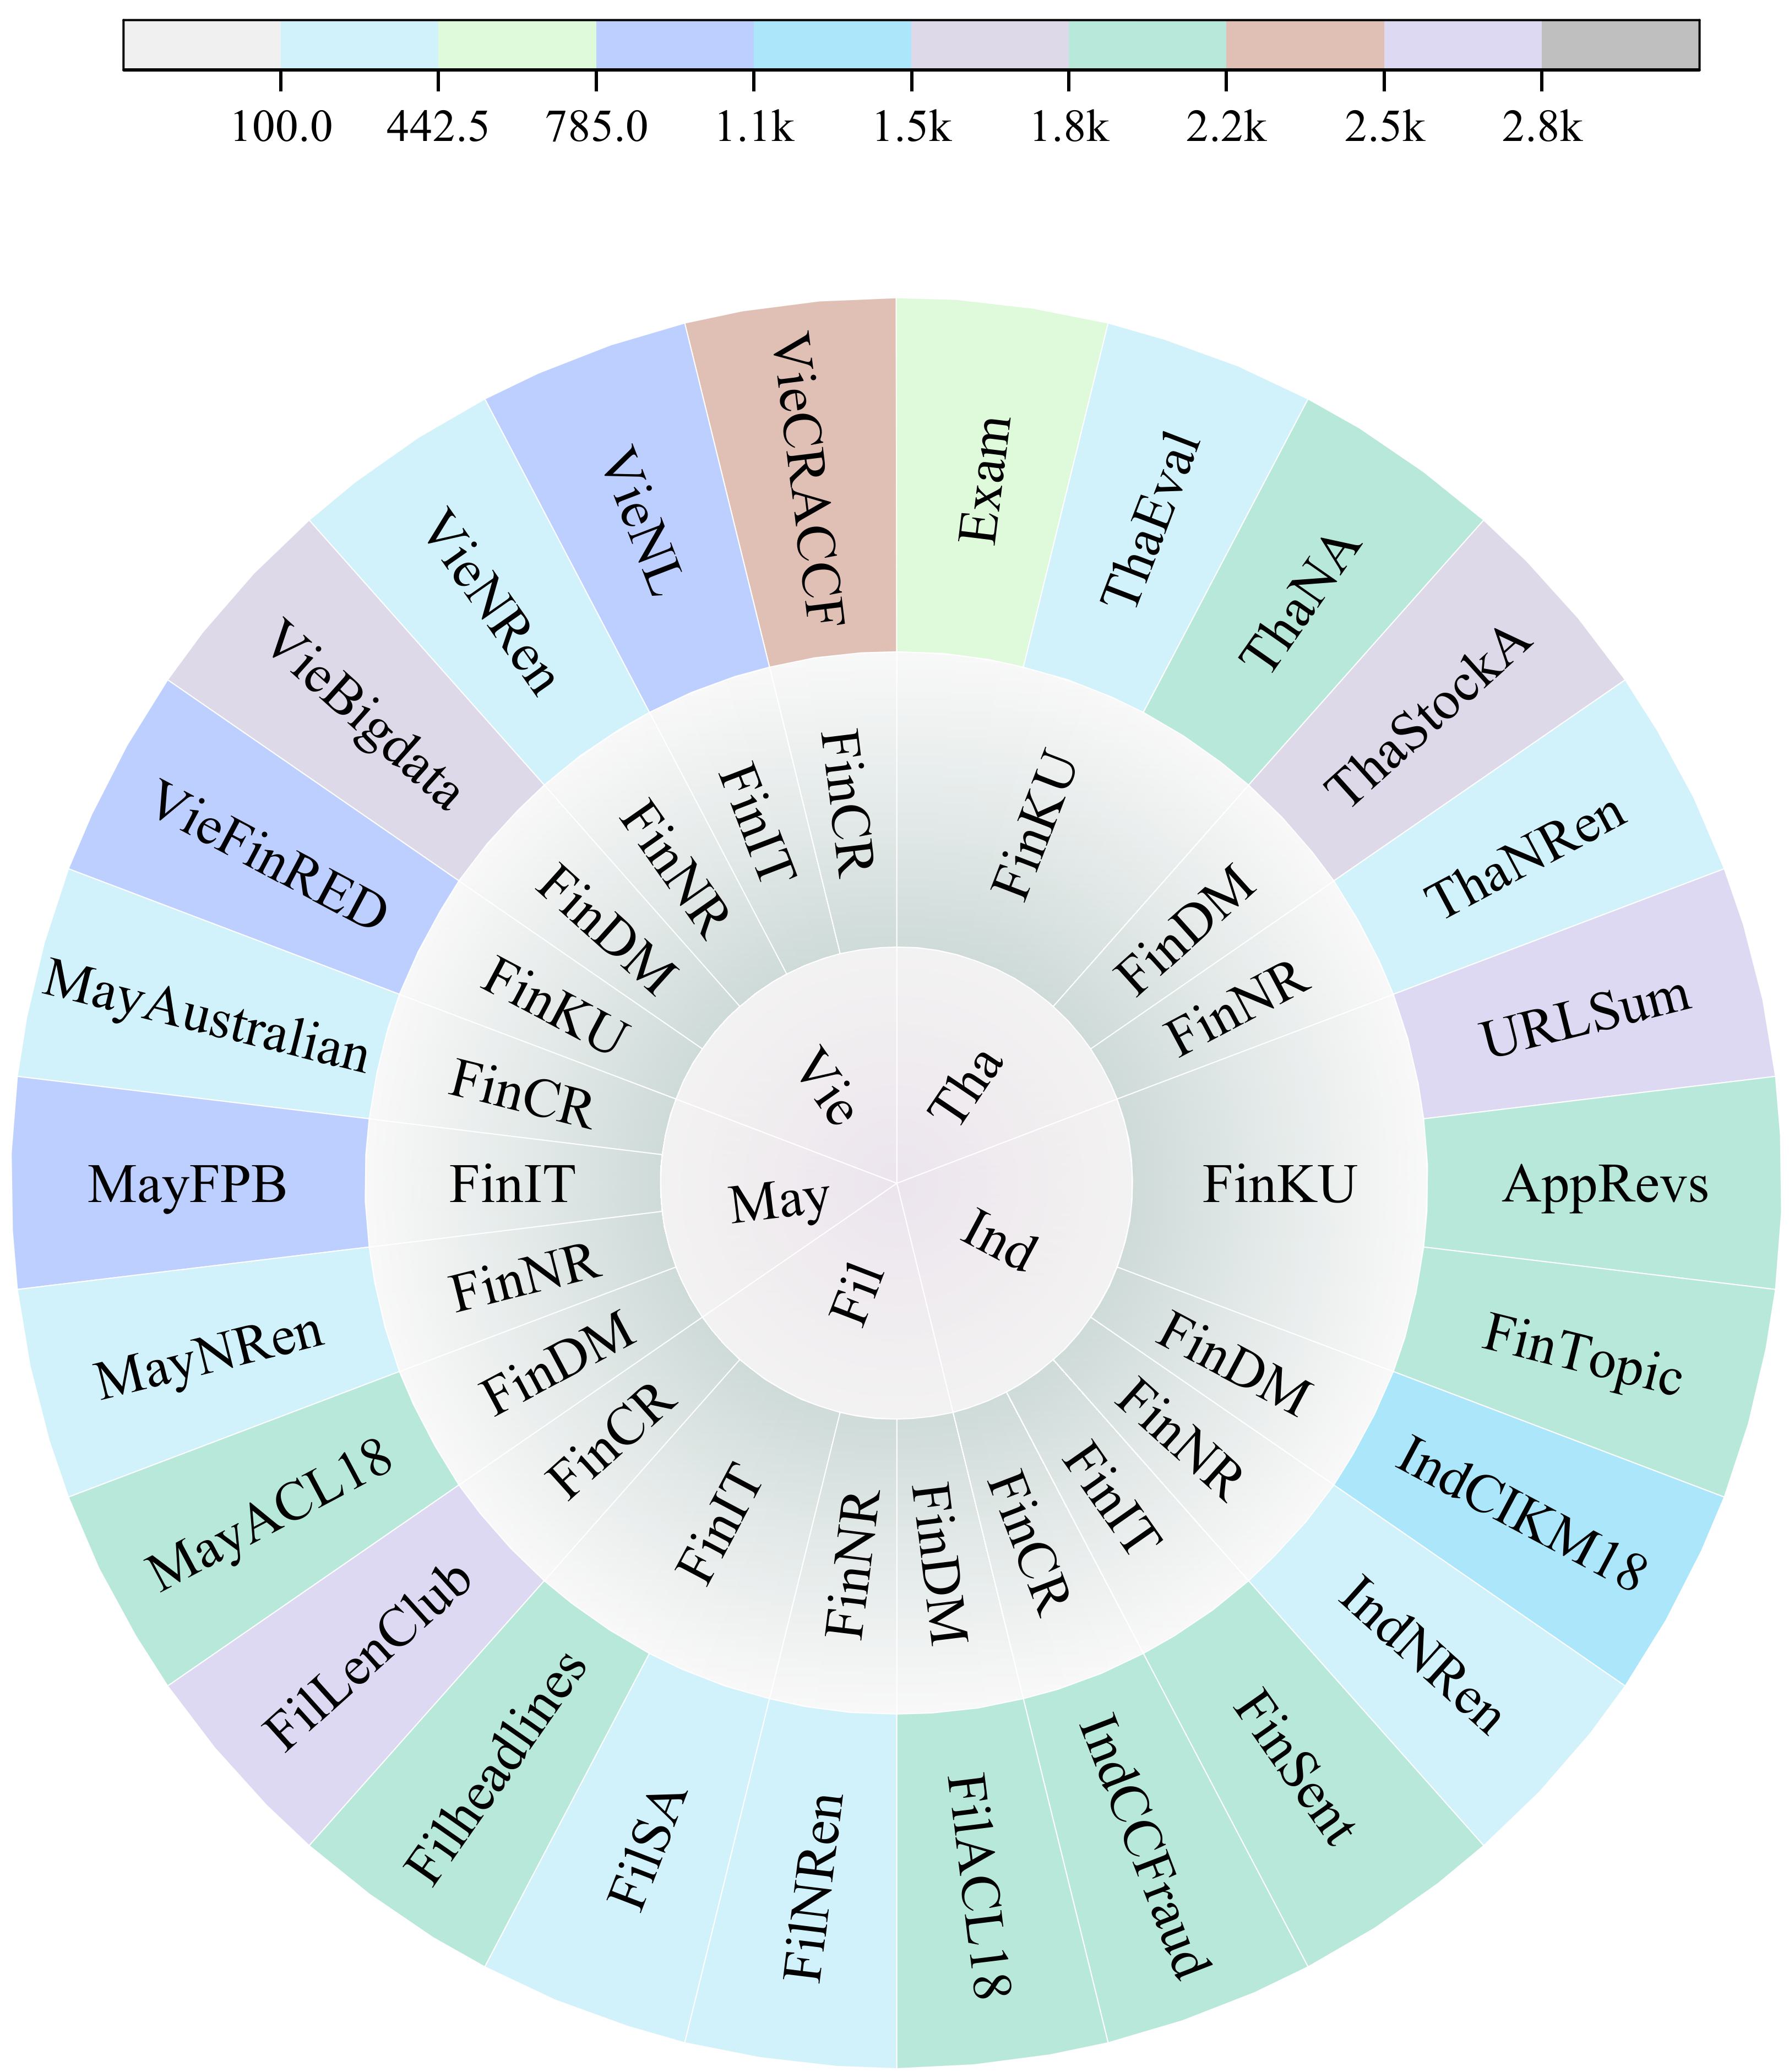 100.0 442.5 785.0 1.1k 1.5k 1.8k 2.2k 2.5k 2.8k
Exam
ThaEval
ThaNA
ThaStockA
ThaNRen
URLSum
AppRevs
FinTopic
IndCIKM18
IndNRen
FinSent
IndCCFraud
FilACL18
FilNRen
FilSA
Filheadlines
FilLenClub
MayACL18
MayNRen
MayFPB
MayAustralian
VieFinRED
VieBigdata
VieNRen
VieNL
VieCRACCF
FinKU
FinDM
FinNR
FinKU
FinDM
FinNR
FinIT
FinCR
FinDM
FinNR
FinIT
FinCR
FinDM
FinNR
FinIT
FinCR
FinKU
FinDM
FinNR
FinIT
FinCR
Tha
Ind
Fil
May
Vie